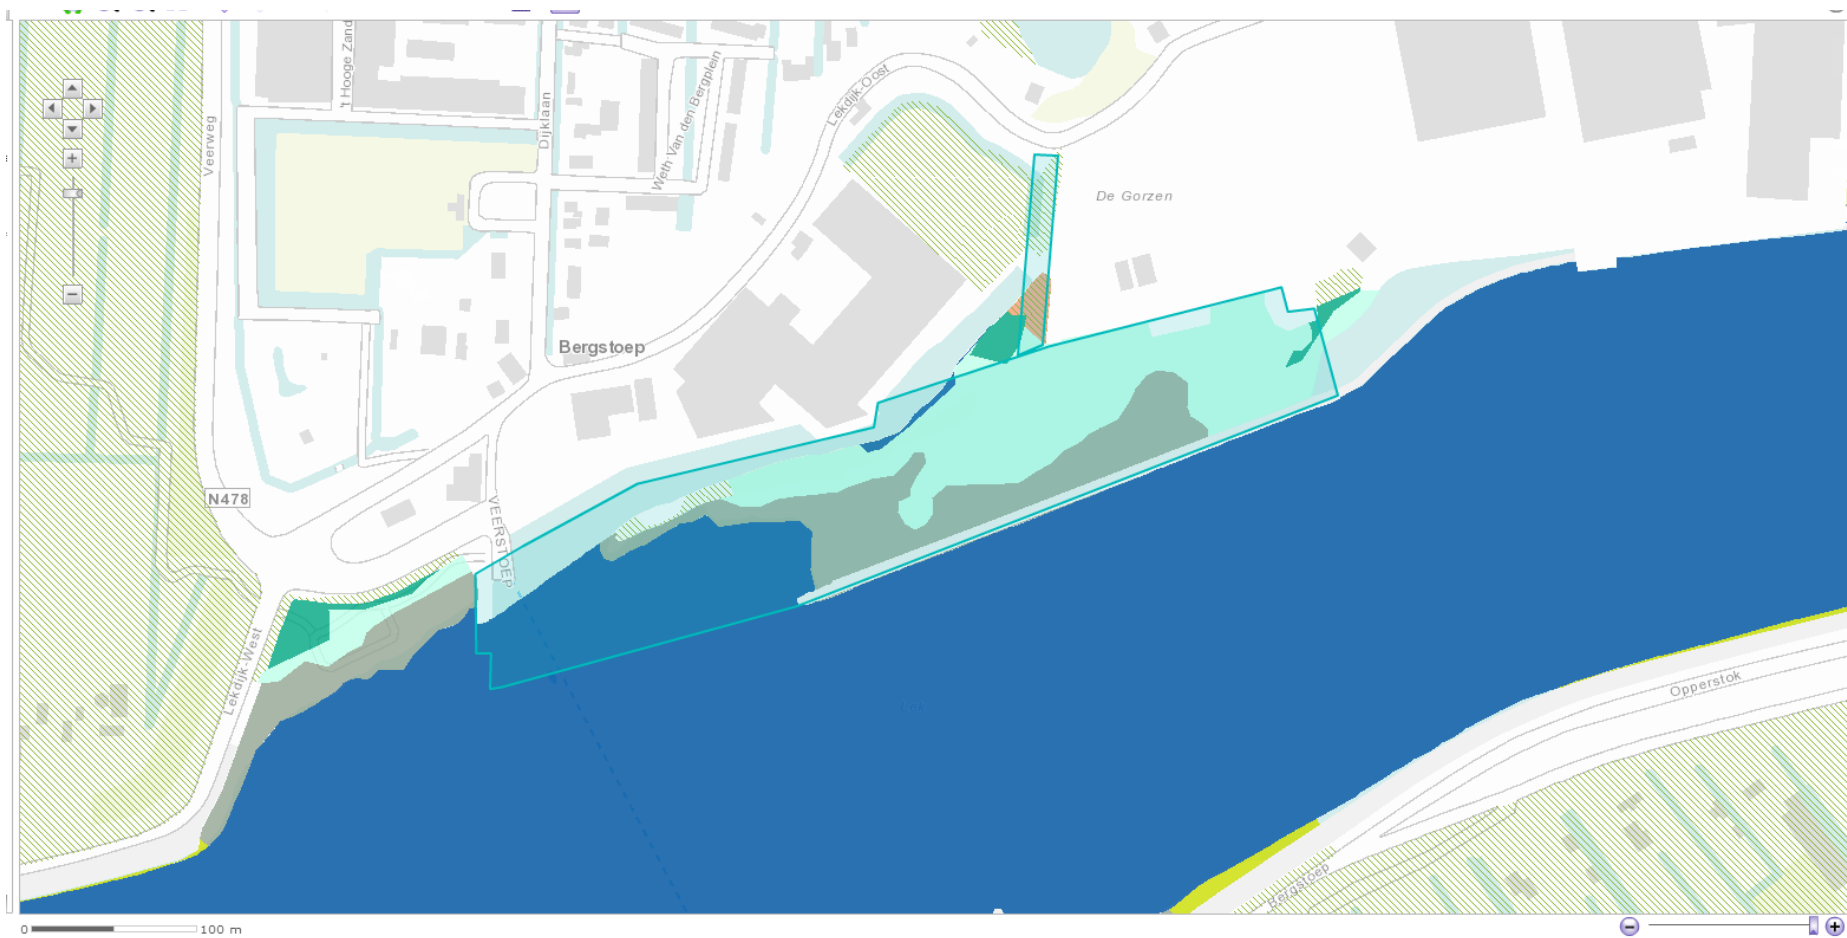 't Hooge Zand
Veerweg
Dijklaan
Weth Van den Bergplein
Lekdijk-Oost
De Gorzen
Bergstoep
N478
VEERSTOEP
Lekdijk-West
Lek
Opperstok
Bergstoep
0
100 m